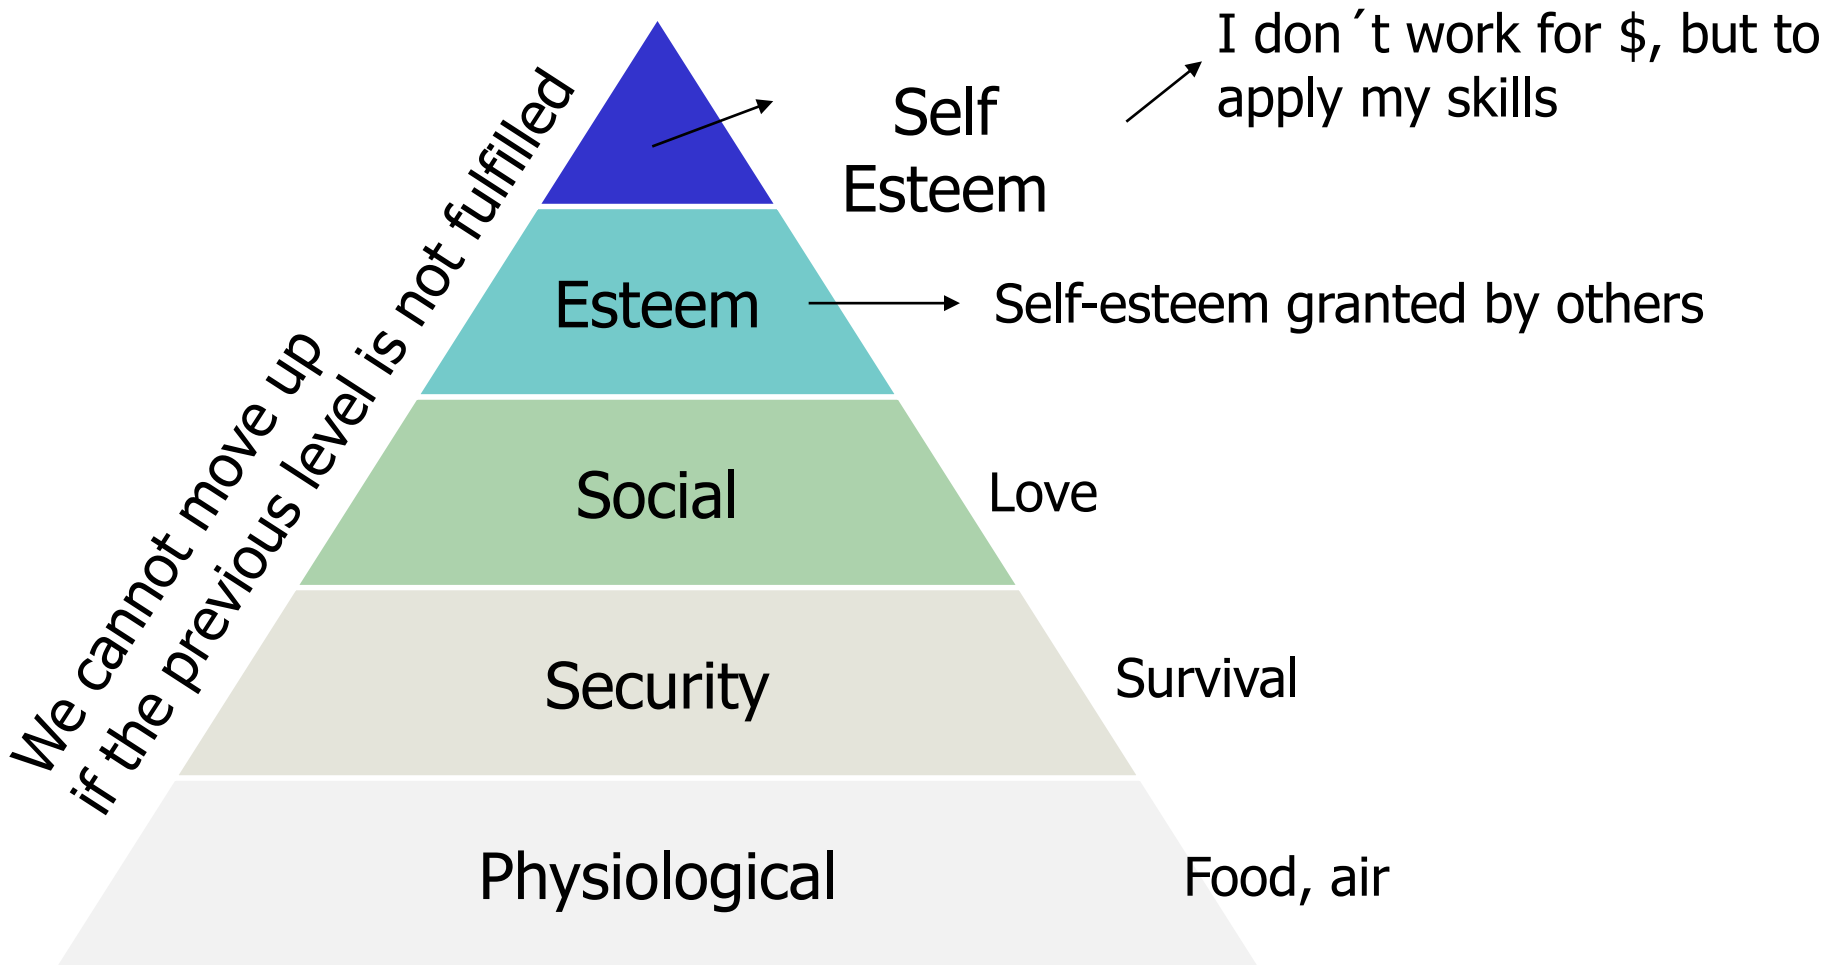 I don´t work for $, but to
apply my skills
Self
Esteem
We cannot move up
if the previous level is not fulfilled
Esteem
Self-esteem granted by others
Social
Love
Security
Survival
Physiological
Food, air